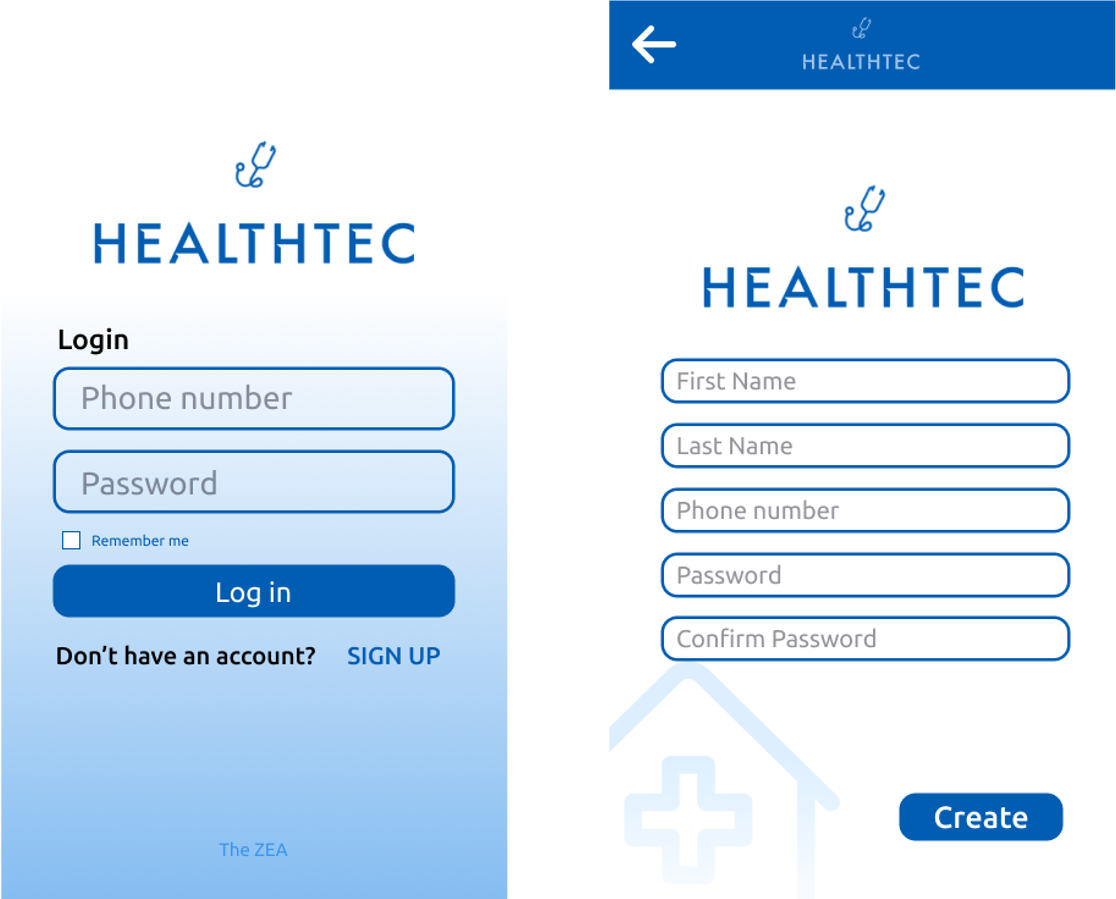 HEALTHTEC
Login
Phone number
Password
Remember me
Log in
Don’t have an account? SIGN UP
The ZEA
HEALTHTEC
HEALTHTEC
First Name
Last Name
Phone number
Password
Confirm Password
Create